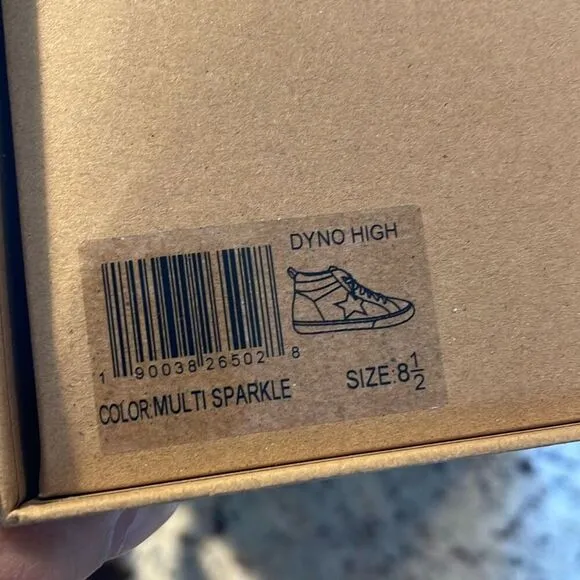 DYNO HIGH
1 90038 26502 8
COLOR:MULTI SPARKLE
SIZE:8 1/2